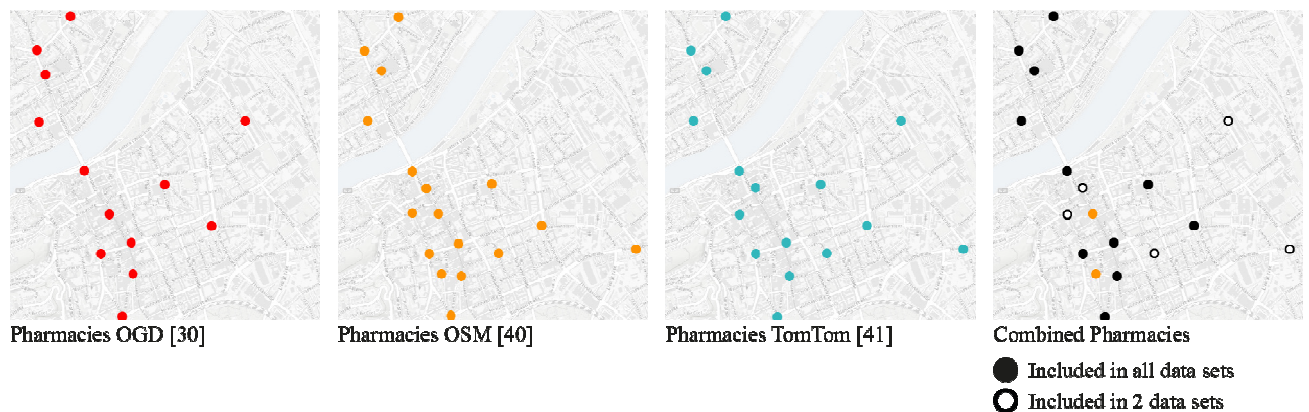 Pharmacies OGD [30]
Pharmacies OSM [40]
Pharmacies TomTom [41]
Combined Pharmacies
Included in all data sets
Included in 2 data sets